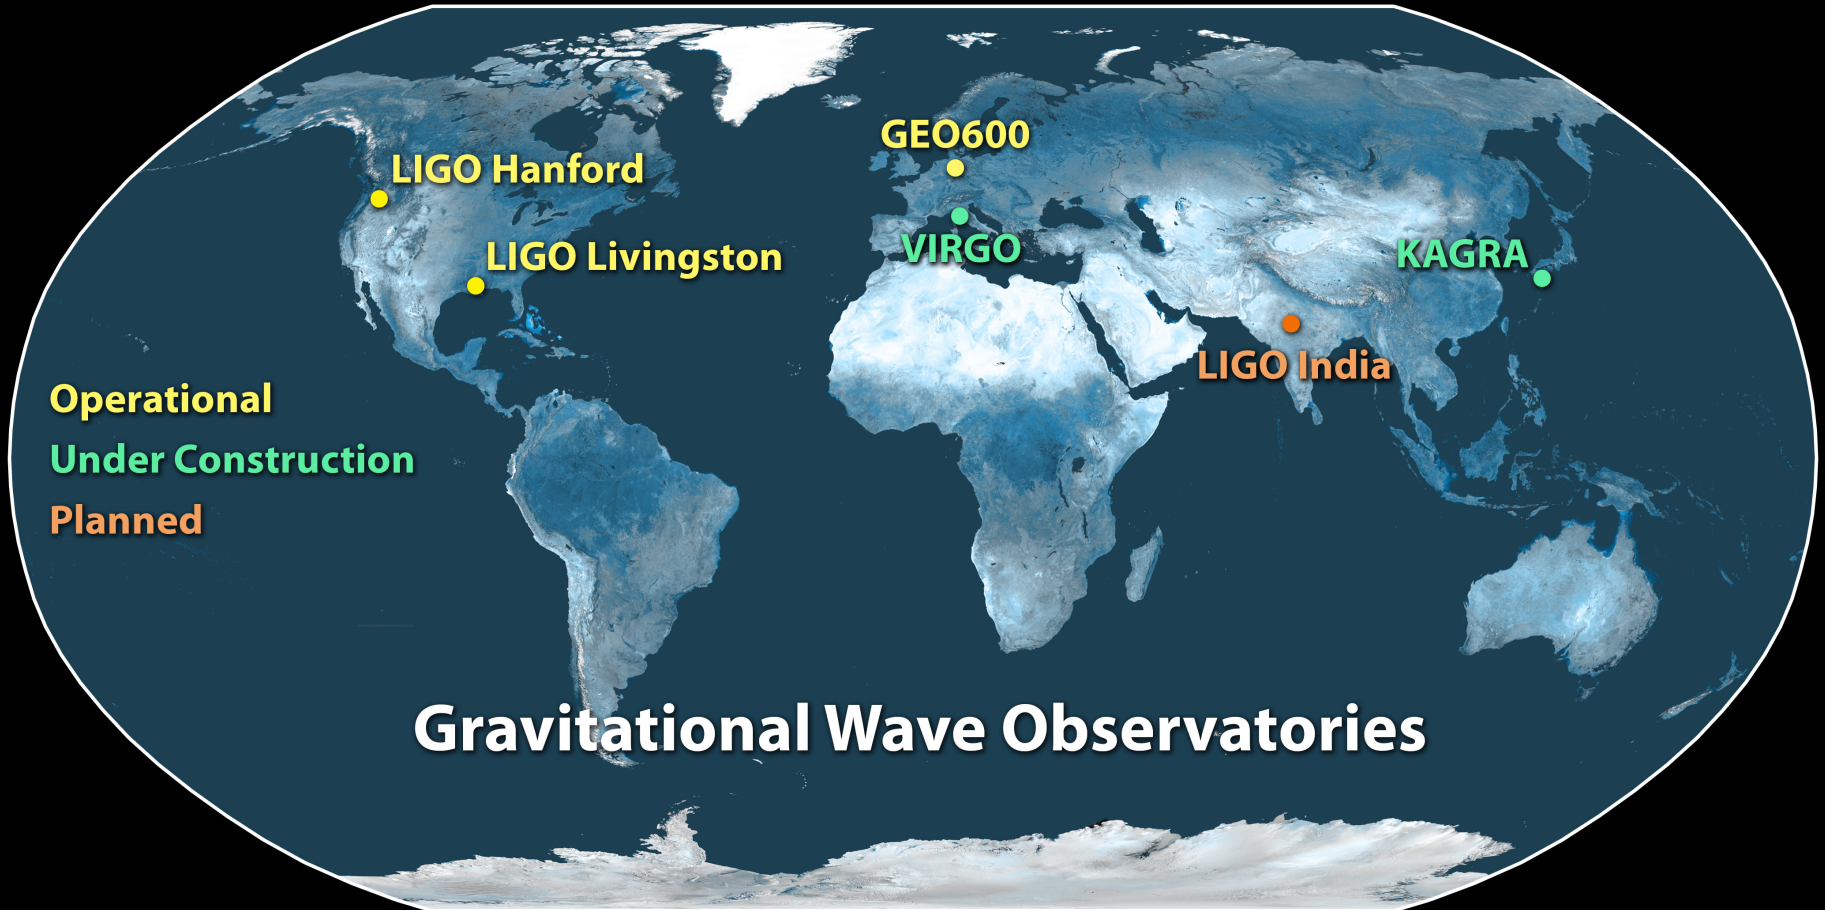 GEO600
LIGO Hanford
LIGO Livingston
VIRGO
KAGRA
LIGO India
Operational
Under Construction
Planned
Gravitational Wave Observatories